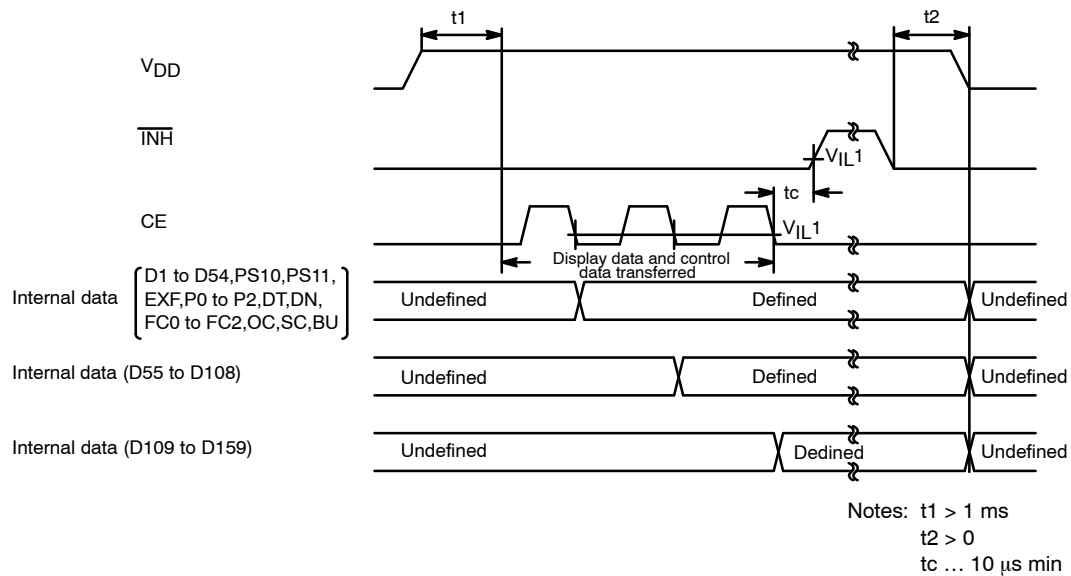 t1
t2
VDD
INH
VIL1
tc
CE
VIL1
Display data and control
data transferred
Internal data
D1 to D54,PS10,PS11,
EXF,P0 to P2,DT,DN,
FC0 to FC2,OC,SC,BU
Undefined
Defined
Undefined
Internal data (D55 to D108)
Undefined
Defined
Undefined
Internal data (D109 to D159)
Undefined
Dedined
Undefined
Notes: t1 > 1 ms
t2 > 0
tc … 10 μs min